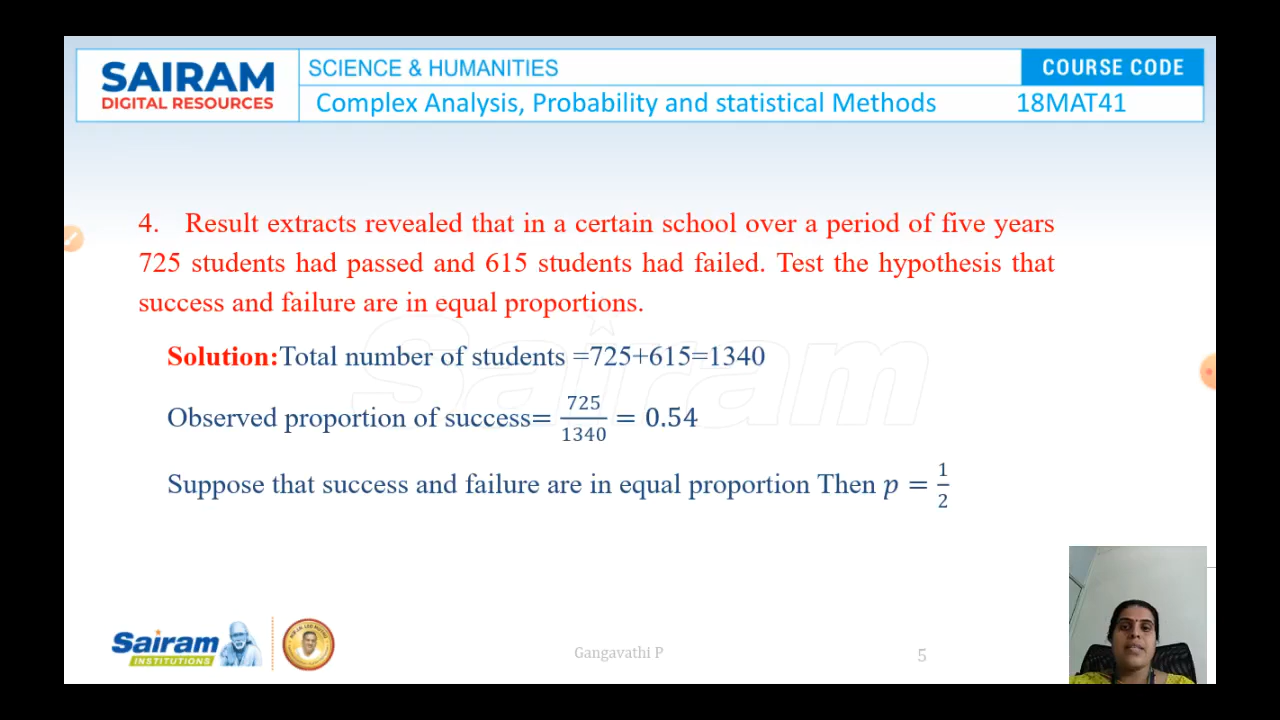 SAIRAM
DIGITAL RESOURCES
SCIENCE & HUMANITIES
COURSE CODE
Complex Analysis, Probability and statistical Methods
18MAT41
4. Result extracts revealed that in a certain school over a period of five years
725 students had passed and 615 students had failed. Test the hypothesis that
success and failure are in equal proportions.
Sairam
Solution:Total number of students =725+615=1340
Observed proportion of success= 725/1340 = 0.54
Suppose that success and failure are in equal proportion Then p = 1/2
Sairam
INSTITUTIONS
Gangavathi P
5